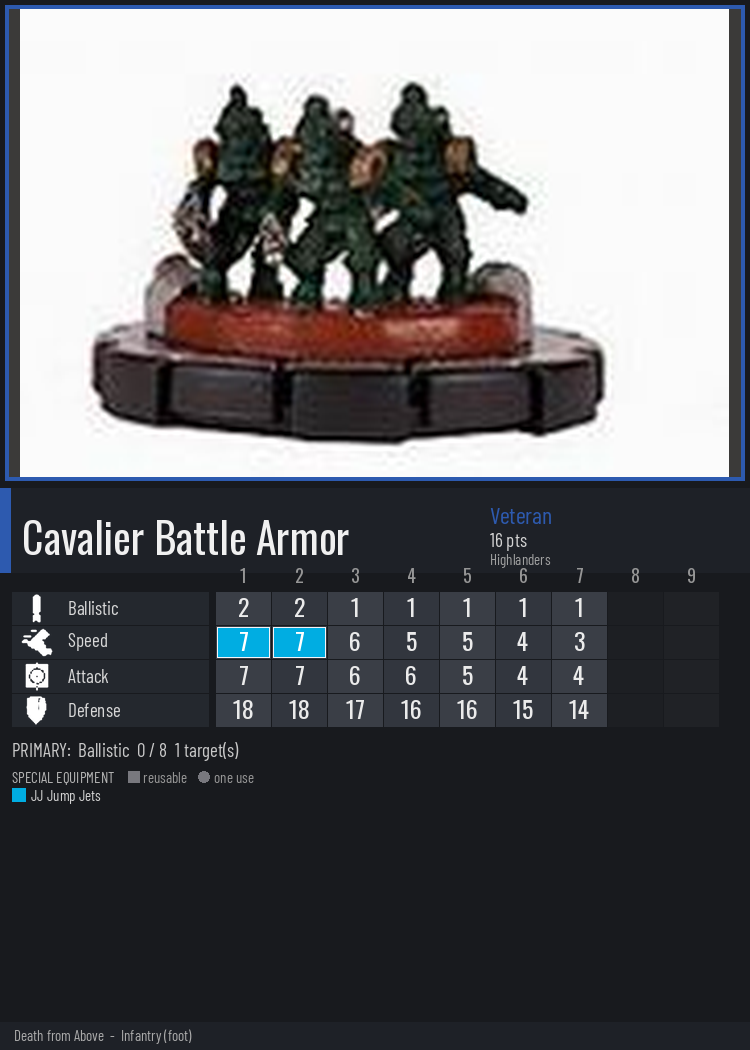 Cavalier Battle Armor
Veteran
16 pts
Highlanders
1 2 3 4 5 6 7 8 9
Ballistic 2 2 1 1 1 1 1
Speed 7 7 6 5 5 4 3
Attack 7 7 6 6 5 4 4
Defense 18 18 17 16 16 15 14
PRIMARY: Ballistic 0 / 8 1 target(s)
SPECIAL EQUIPMENT reusable one use
JJ Jump Jets
Death from Above - Infantry (foot)